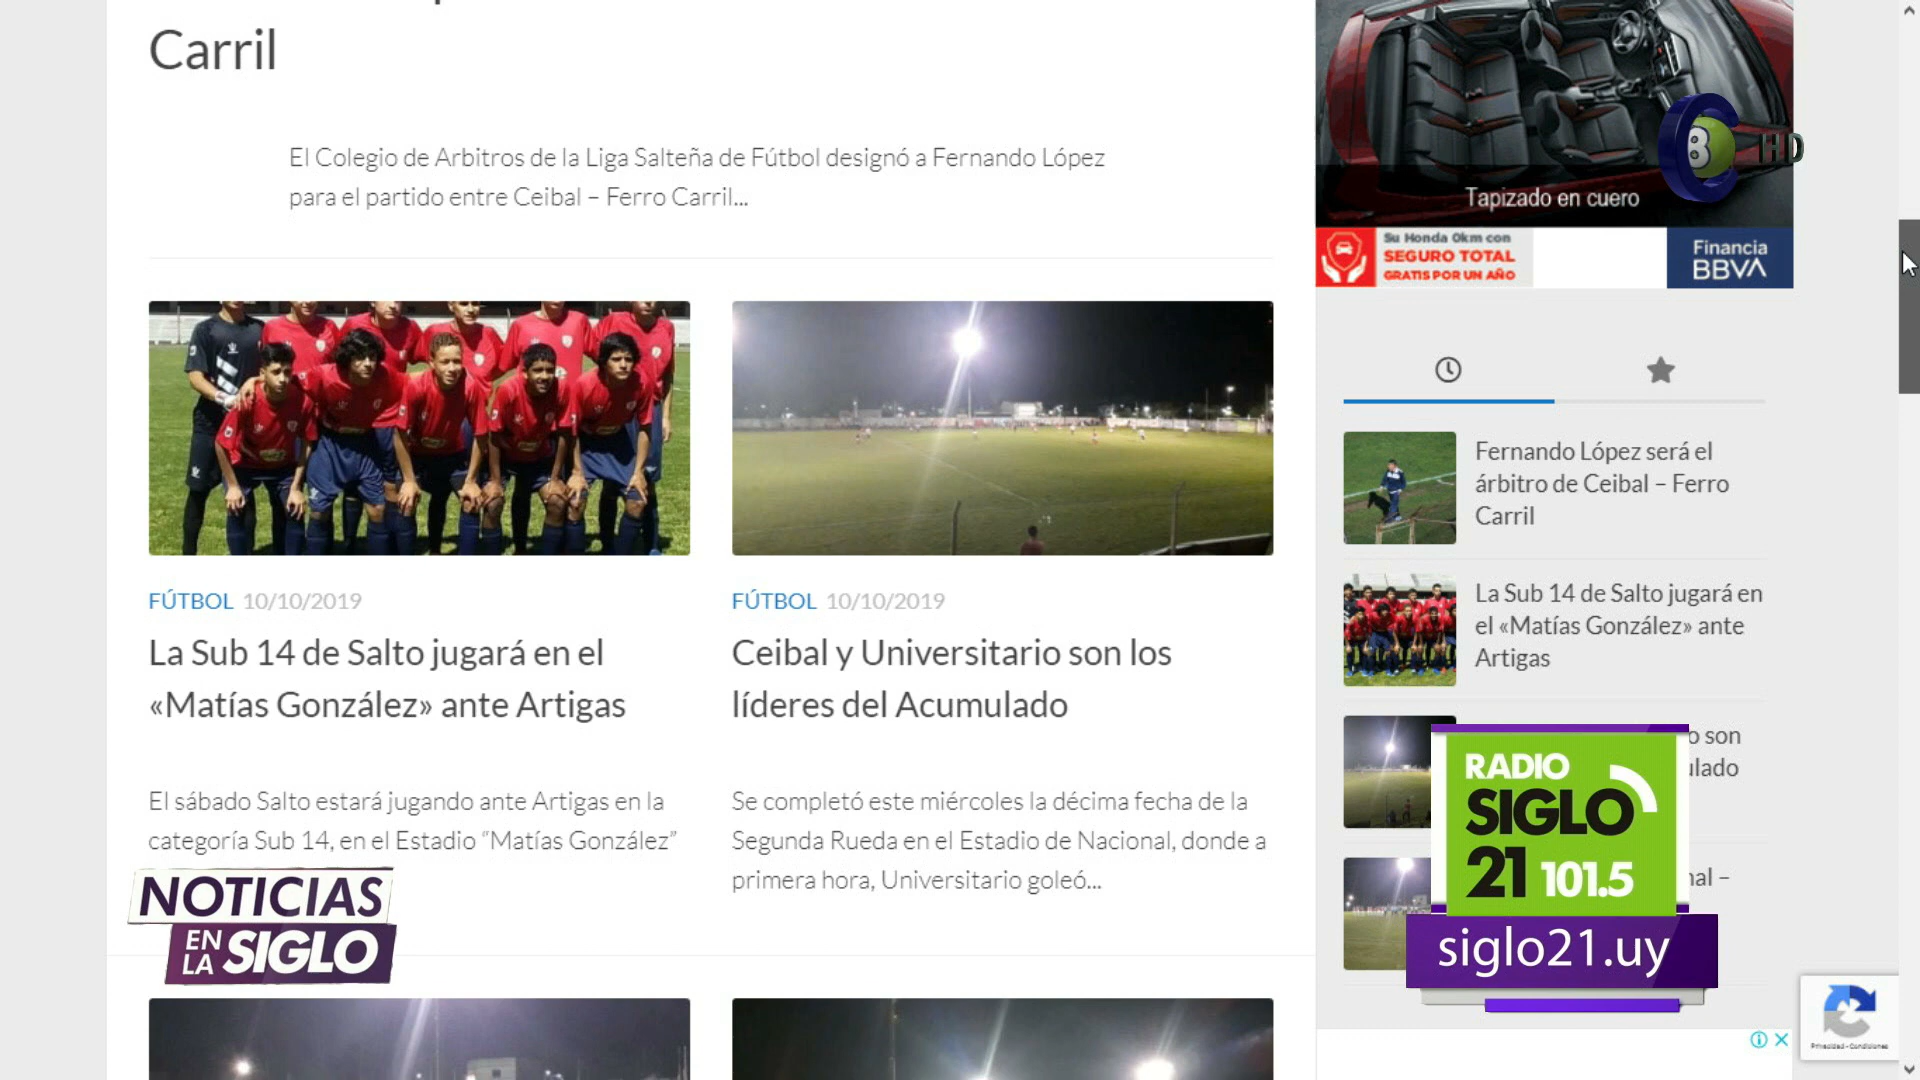 Carril
El Colegio de Arbitros de la Liga Salteña de Fútbol designó a Fernando López
para el partido entre Ceibal – Ferro Carril...
FÚTBOL 10/10/2019
La Sub 14 de Salto jugará en el
«Matías González» ante Artigas
El sábado Salto estará jugando ante Artigas en la
categoría Sub 14, en el Estadio “Matías González”
FÚTBOL 10/10/2019
Ceibal y Universitario son los
líderes del Acumulado
Se completó este miércoles la décima fecha de la
Segunda Rueda en el Estadio de Nacional, donde a
primera hora, Universitario goleó...
NOTICIAS
EN LA SIGLO
8 HD
Tapizado en cuero
Su Honda 0km con
SEGURO TOTAL
GRATIS POR UN AÑO
Financia
BBVA
Fernando López será el
árbitro de Ceibal – Ferro
Carril
La Sub 14 de Salto jugará en
el «Matías González» ante
Artigas
o son
ulado
nal –
RADIO
SIGLO
21 101.5
siglo21.uy
Privacidad - Condiciones